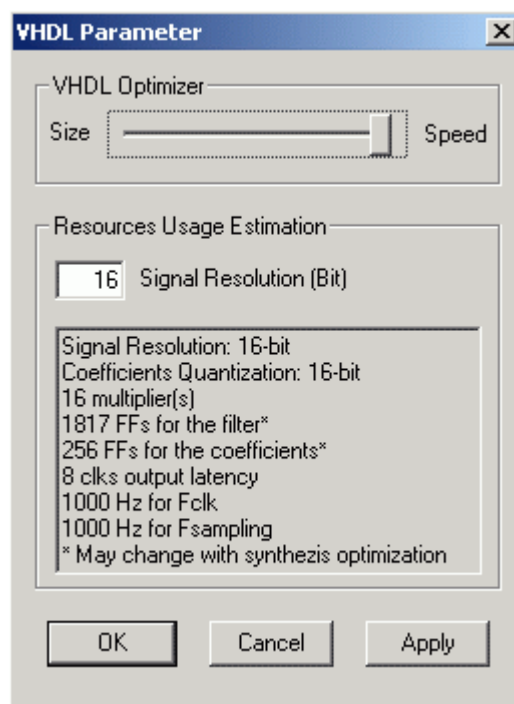 VHDL Parameter
VHDL Optimizer
Size Speed
Resources Usage Estimation
16 Signal Resolution (Bit)
Signal Resolution: 16-bit
Coefficients Quantization: 16-bit
16 multiplier(s)
1817 FFs for the filter*
256 FFs for the coefficients*
8 clks output latency
1000 Hz for Fclk
1000 Hz for Fsampling
* May change with synthezis optimization
OK Cancel Apply